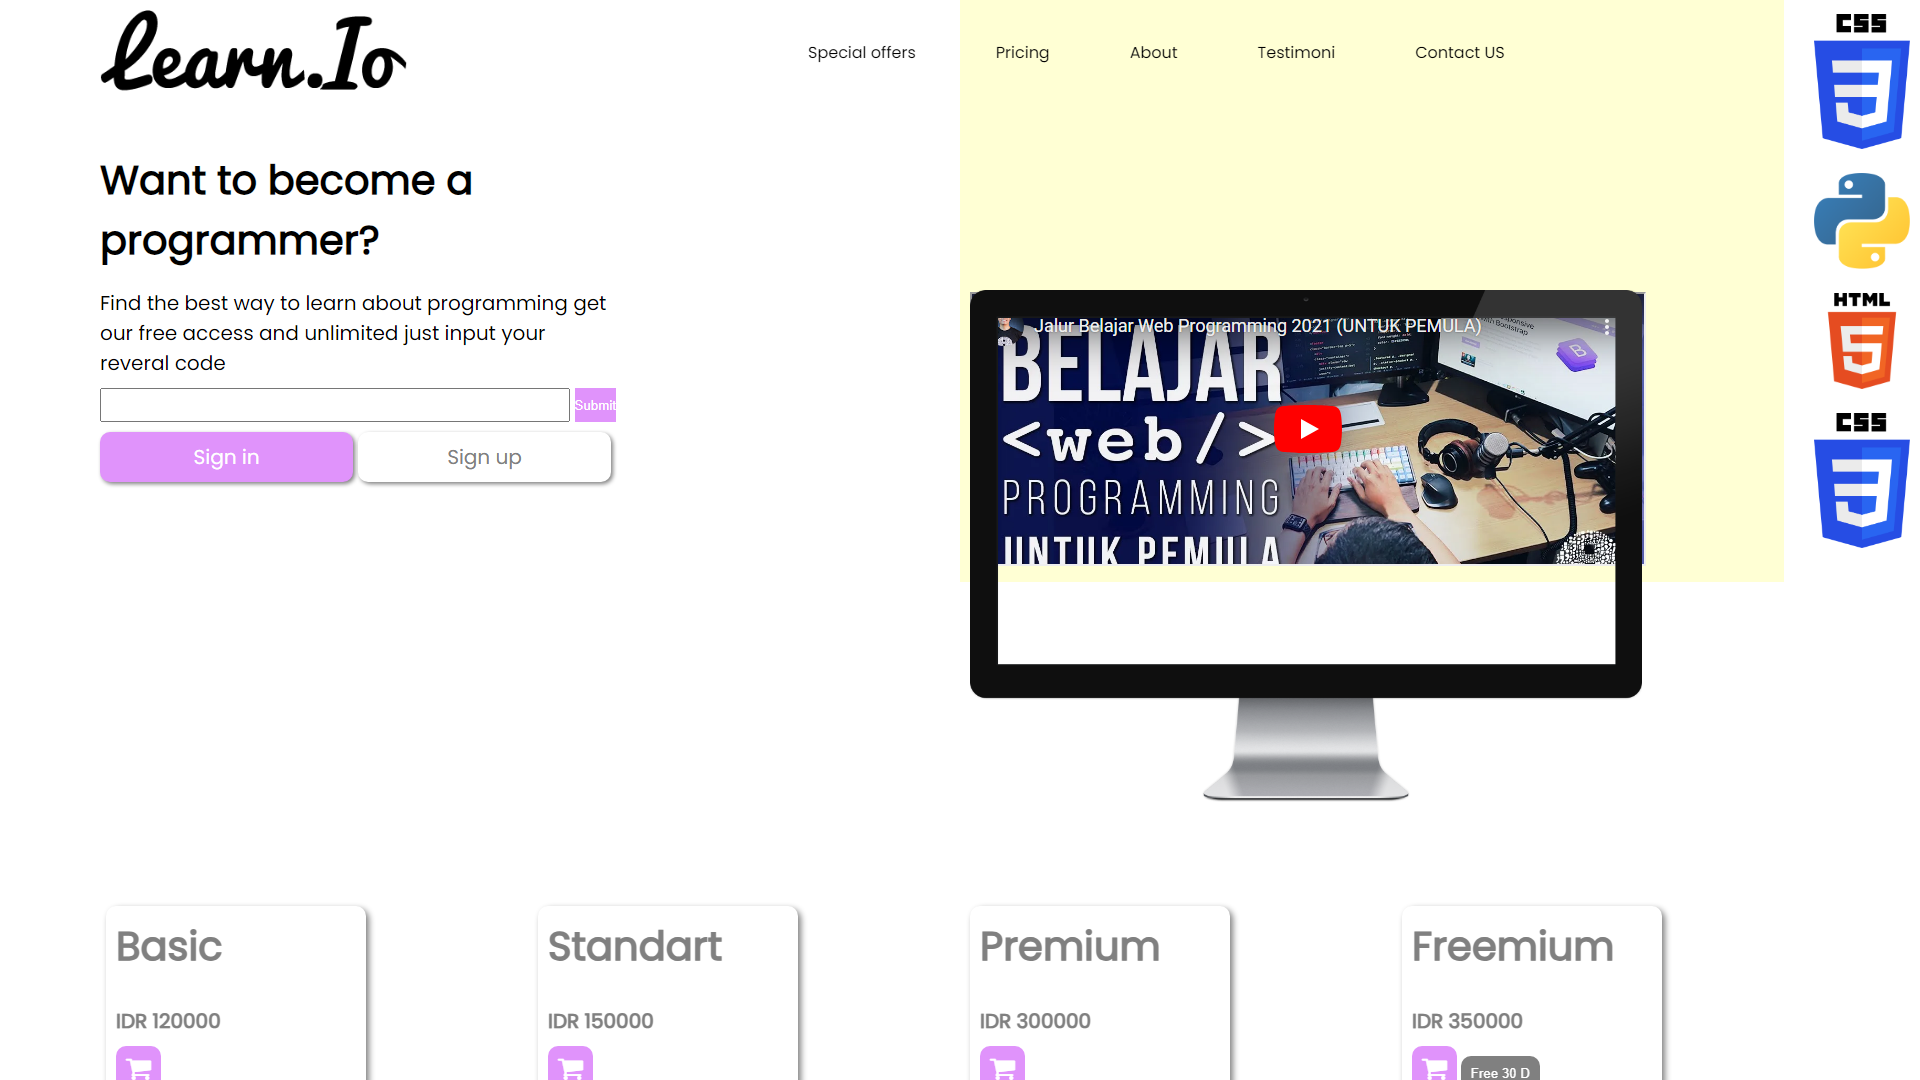 Learn.Io
Special offers
Pricing
About
Testimoni
Contact US
CSS
HTML
CSS
Want to become a
programmer?
Find the best way to learn about programming get
our free access and unlimited just input your
reveral code
Submit
Sign in
Sign up
Jalur Belajar Web Programming 2021 (UNTUK PEMULA)
BELAJAR
<web/>
PROGRAMMING
UNTUK PEMULA
Basic
IDR 120000
Standart
IDR 150000
Premium
IDR 300000
Freemium
IDR 350000
Free 30 D